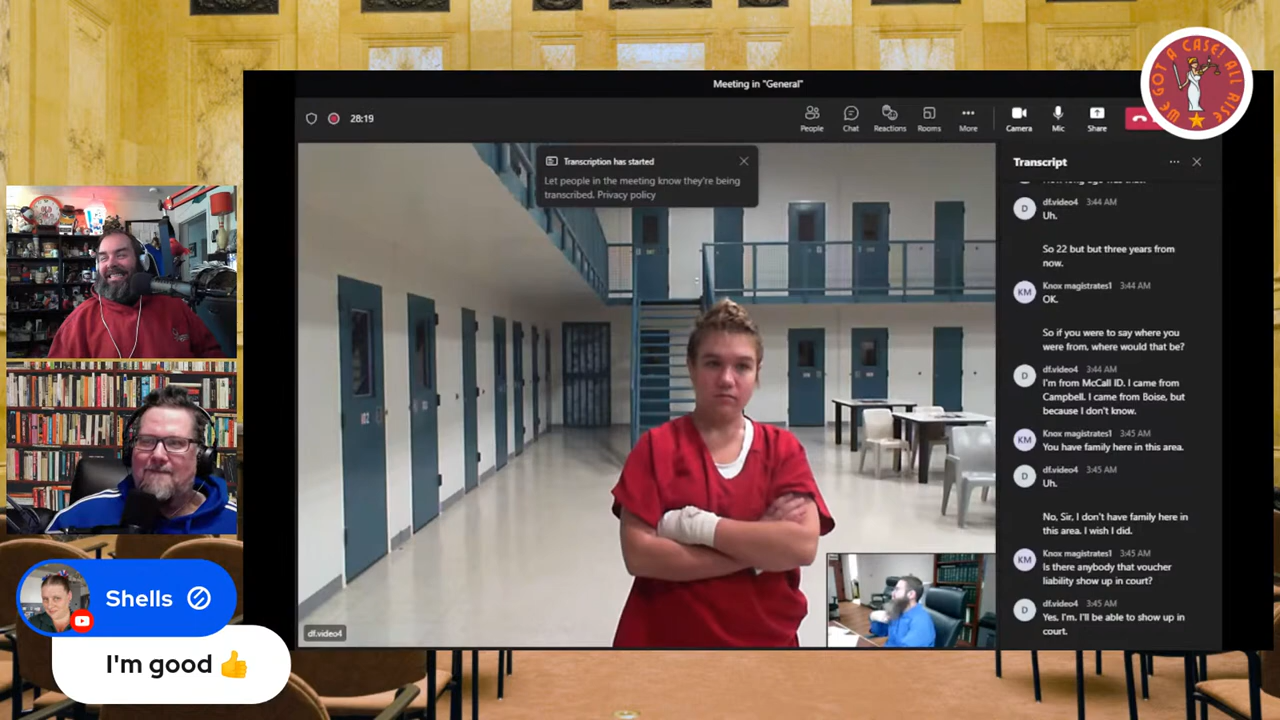 Meeting in "General"
WE GOT A CASE! ALL RISE
28:19
People
Chat
Reactions
Rooms
More
Camera
Mic
Share
Transcription has started
Let people in the meeting know they're being
transcribed. Privacy policy
Transcript
D
df.video4 3:44 AM
Uh.
So 22 but but three years from
now.
KM
Knox magistrates1 3:44 AM
OK.
So if you were to say where you
were from, where would that be?
D
df.video4 3:44 AM
I'm from McCall ID. I came from
Campbell. I came from Boise, but
because I don't know.
KM
Knox magistrates1 3:45 AM
You have family here in this area.
D
df.video4 3:45 AM
Uh.
No, Sir, I don't have family here in
this area. I wish I did.
KM
Knox magistrates1 3:45 AM
Is there anybody that voucher
liability show up in court?
D
df.video4 3:45 AM
Yes, I'm. I'll be able to show up in
court.
df.video4
Shells
I'm good 👍